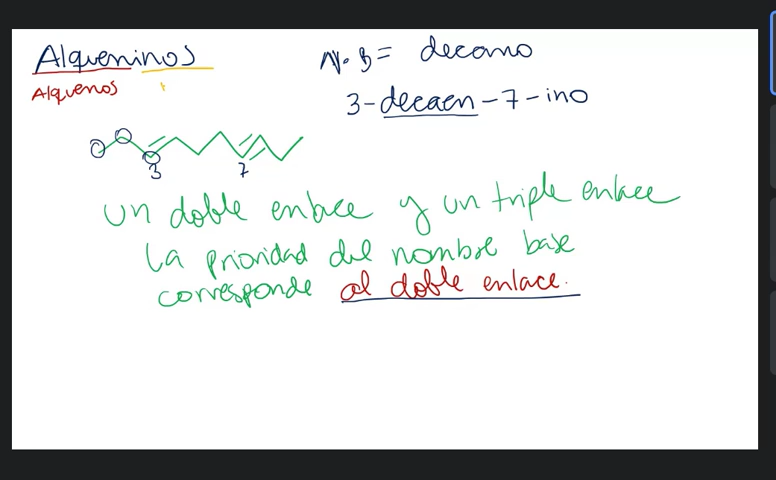 Alqueninos
Alquenos
N.B = decano
3-decaen-7-ino
3
7
un doble enlace y un triple enlace
La prioridad del nombre base
corresponde al doble enlace.